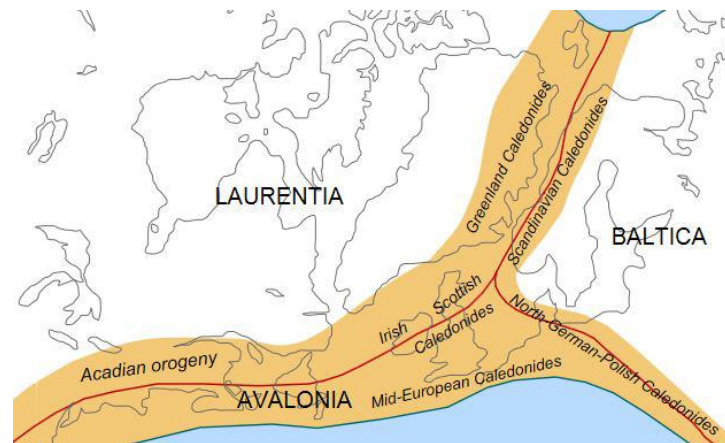 LAURENTIA
Greenland Caledonides
Scandinavian Caledonides
BALTICA
Irish Scottish
Caledonides
North German-Polish Caledonides
Acadian orogeny
AVALONIA
Mid-European Caledonides